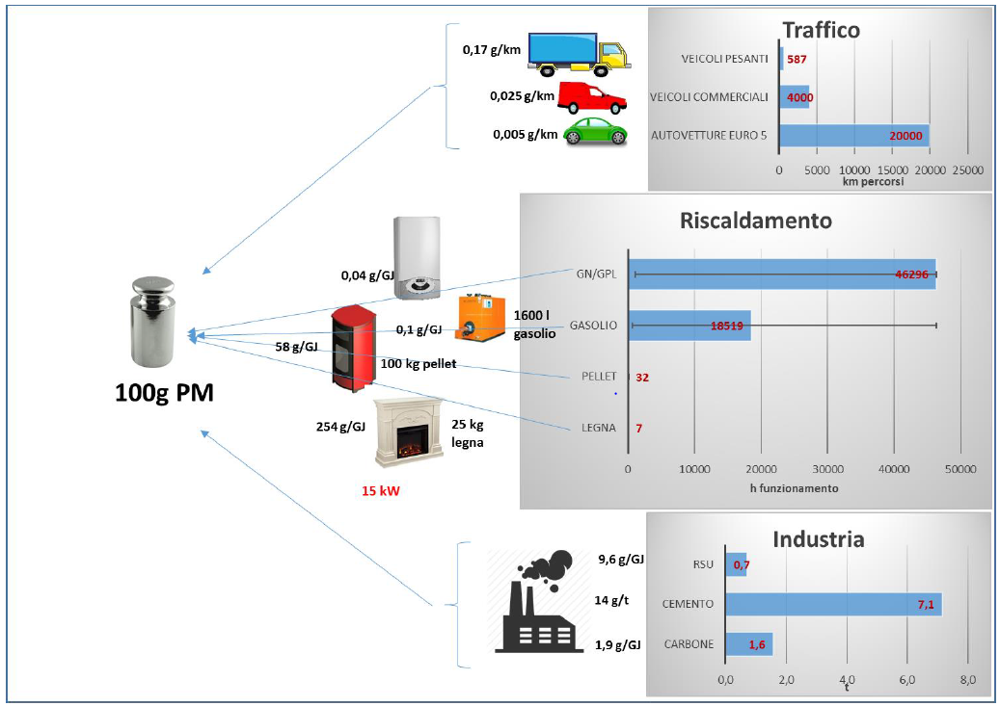 Traffico
0,17 g/km
0,025 g/km
0,005 g/km
VEICOLI PESANTI
587
VEICOLI COMMERCIALI
4000
AUTOVETTURE EURO 5
20000
0 5000 10000 15000 20000 25000
km percorsi
Riscaldamento
0,04 g/GJ
GN/GPL
46296
0,1 g/GJ
1600 l
gasolio
GASOLIO
18519
58 g/GJ
100 kg pellet
PELLET
32
254 g/GJ
25 kg
legna
LEGNA
7
0 10000 20000 30000 40000 50000
h funzionamento
15 kW
100g PM
Industria
9,6 g/GJ
14 g/t
1,9 g/GJ
RSU
0,7
CEMENTO
7,1
CARBONE
1,6
0,0 2,0 4,0 6,0 8,0
t